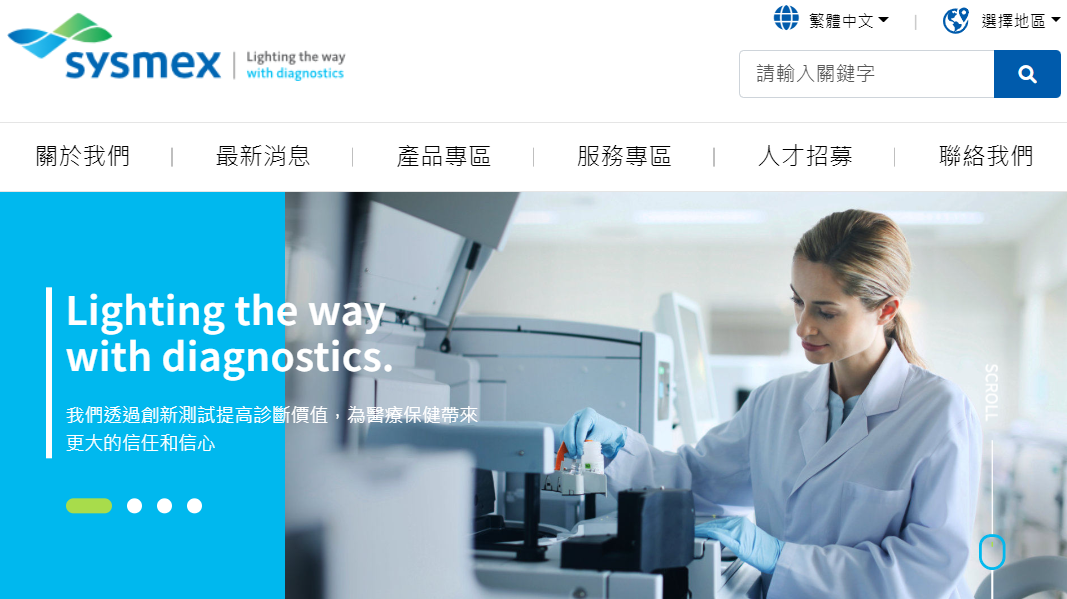 sysmex
Lighting the way
with diagnostics
繁體中文
選擇地區
請輸入關鍵字
關於我們
最新消息
產品專區
服務專區
人才招募
聯絡我們
Lighting the way
with diagnostics.
我們透過創新測試提高診斷價值，為醫療保健帶來
更大的信任和信心
SCROLL